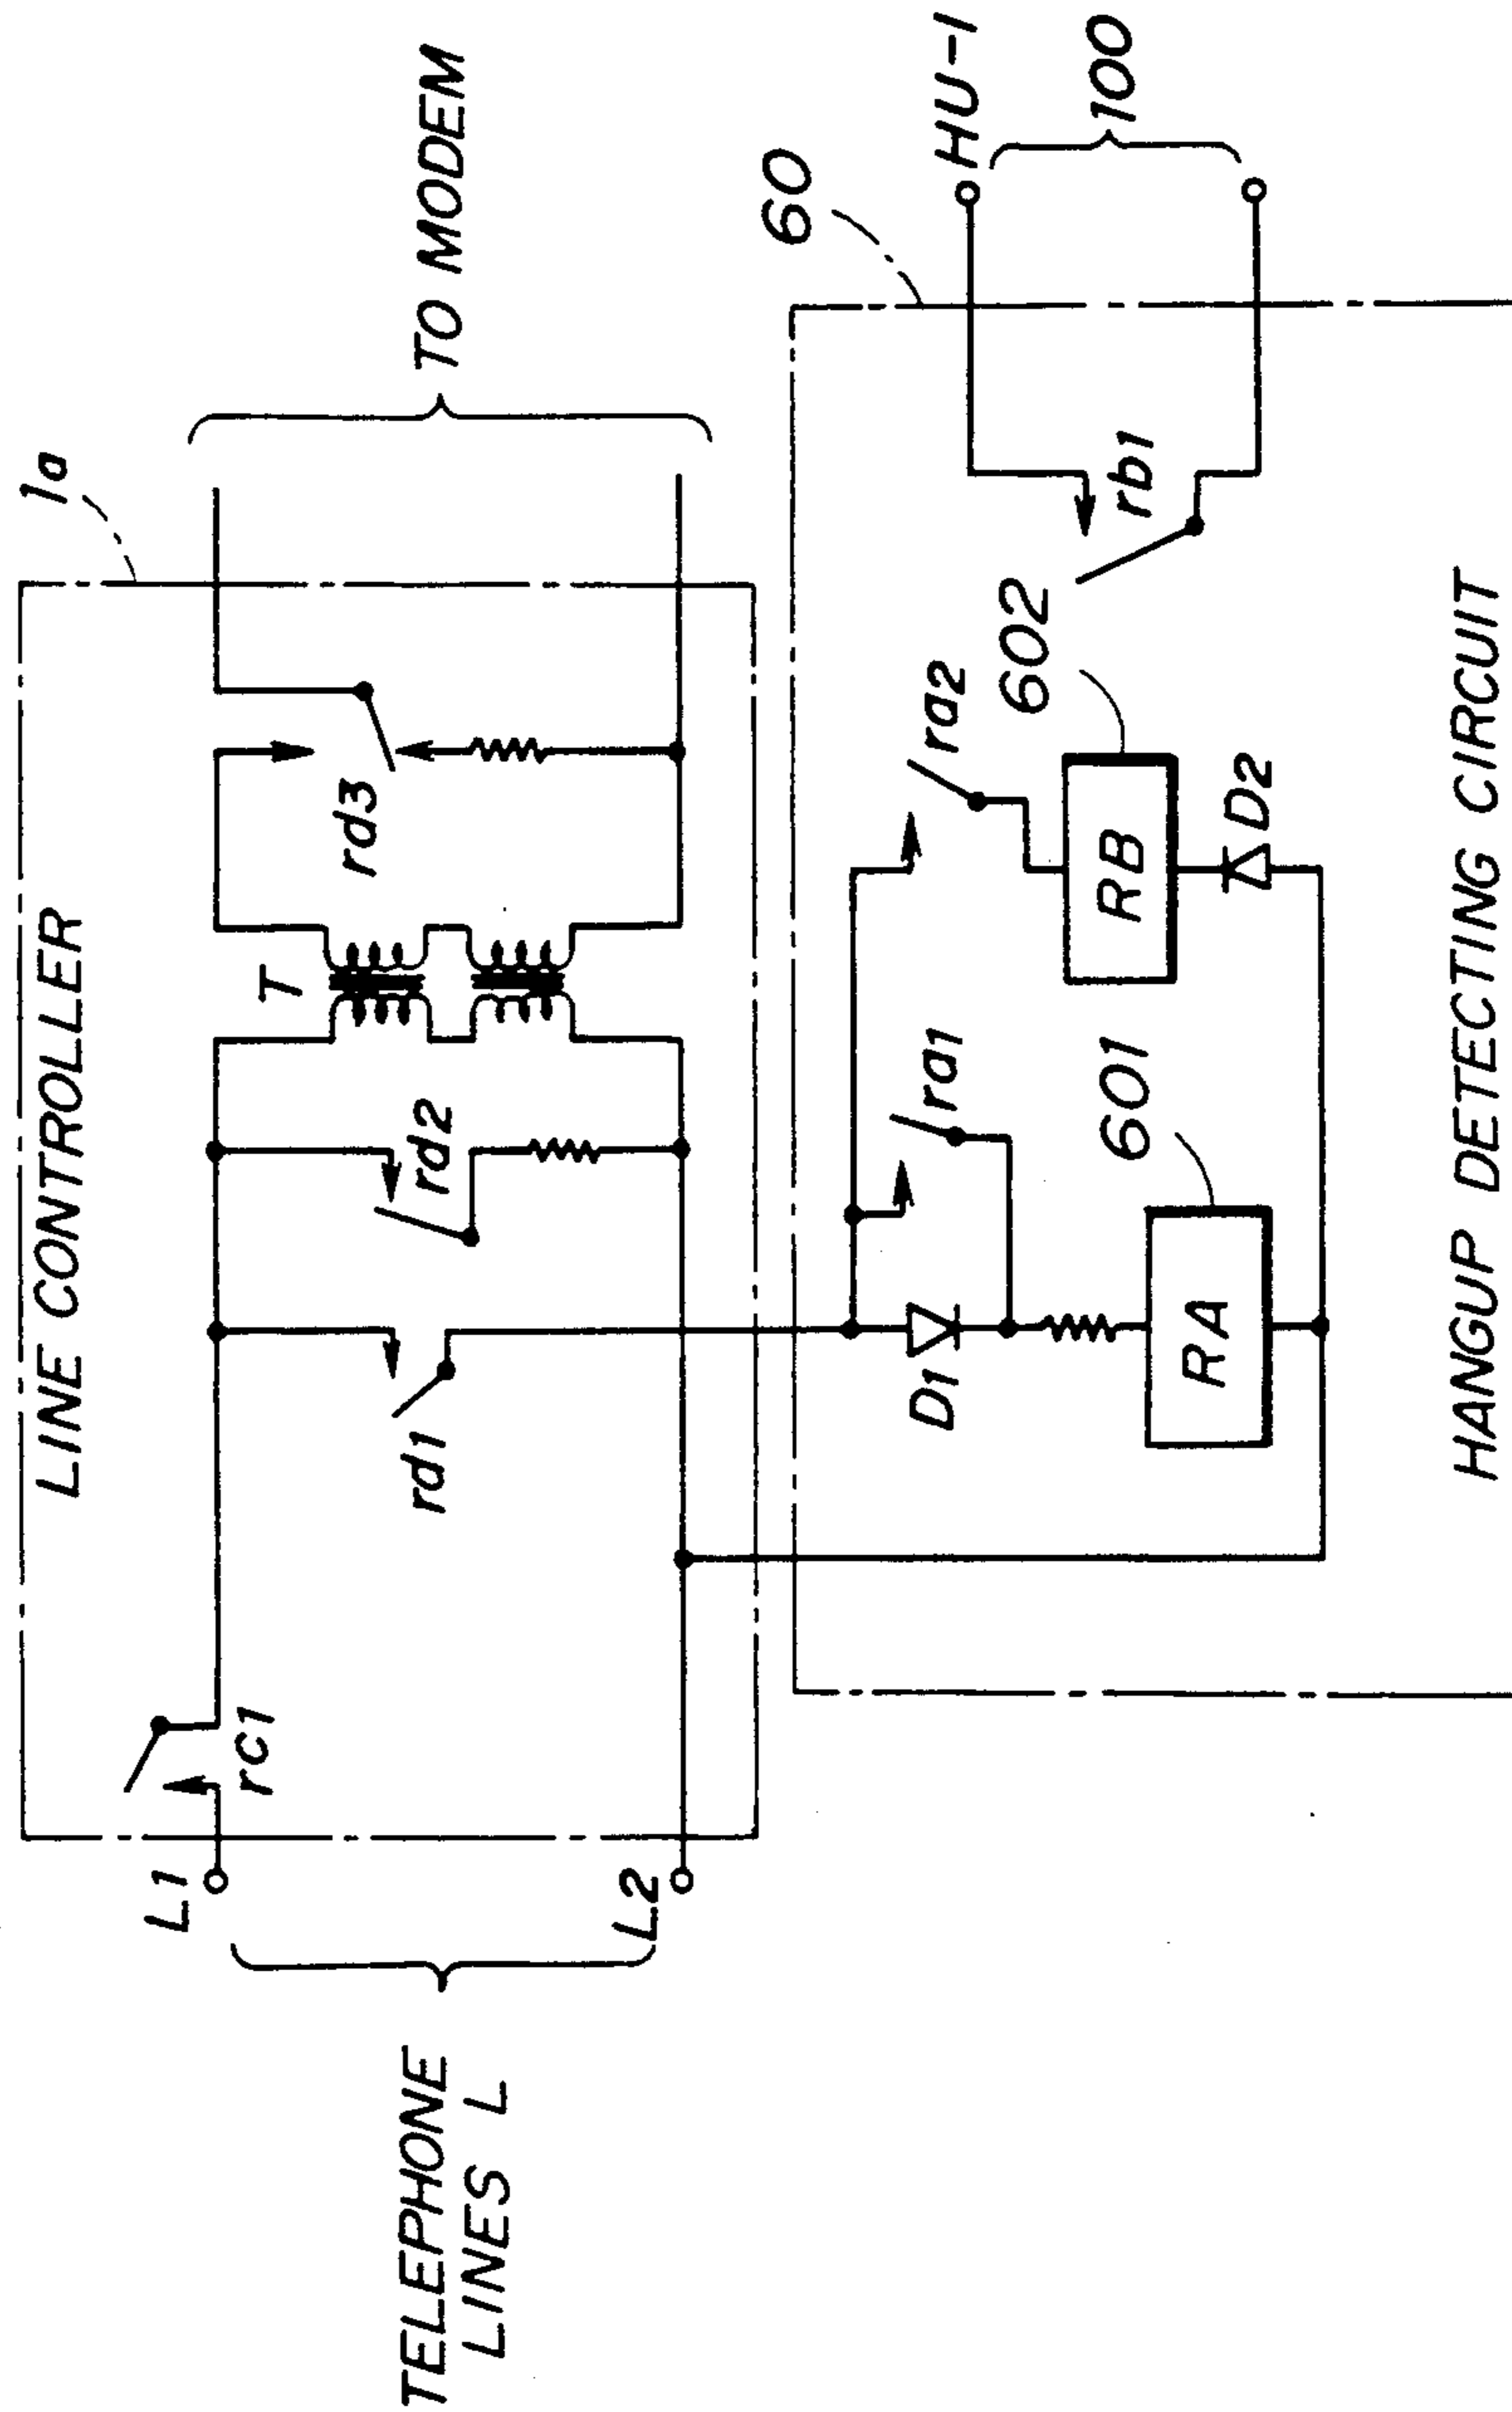 LINE CONTROLLER
1a
L1
rc1
T
rd3
TO MODEM
TELEPHONE
LINES L
rd1
rd2
L2
60
D1
ra1
ra2
602
rb1
HU-1
100
601
RA
RB
D2
HANGUP DETECTING CIRCUIT